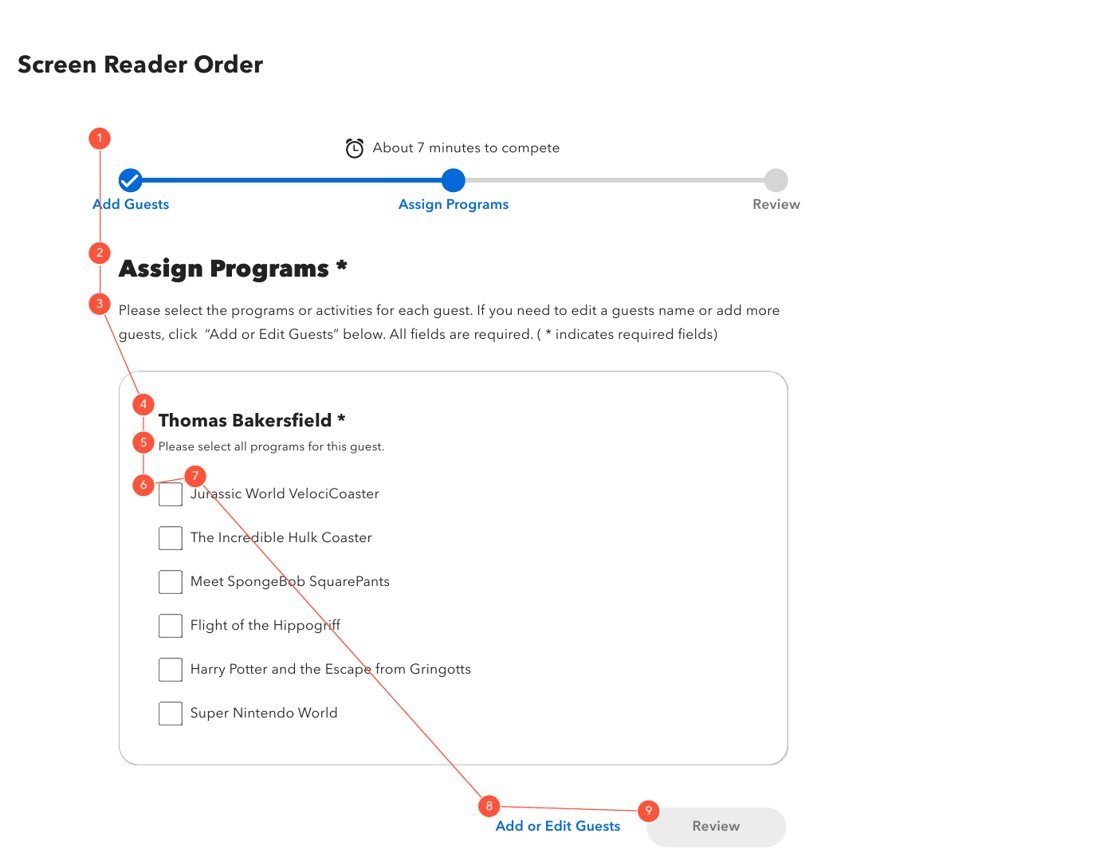 Screen Reader Order
1
About 7 minutes to compete
Add Guests
Assign Programs
Review
2
Assign Programs *
3
Please select the programs or activities for each guest. If you need to edit a guests name or add more
guests, click “Add or Edit Guests” below. All fields are required. ( * indicates required fields)
4
Thomas Bakersfield *
5
Please select all programs for this guest.
6
7
Jurassic World VelociCoaster
The Incredible Hulk Coaster
Meet SpongeBob SquarePants
Flight of the Hippogriff
Harry Potter and the Escape from Gringotts
Super Nintendo World
8
Add or Edit Guests
9
Review